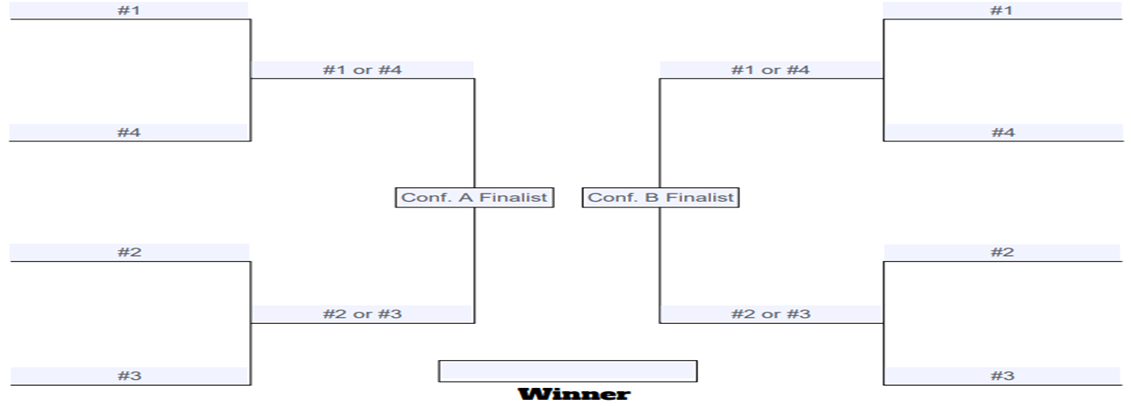 #1
#1
#1 or #4
#1 or #4
#4
#4
Conf. A Finalist
Conf. B Finalist
#2
#2
#2 or #3
#2 or #3
#3
#3
Winner